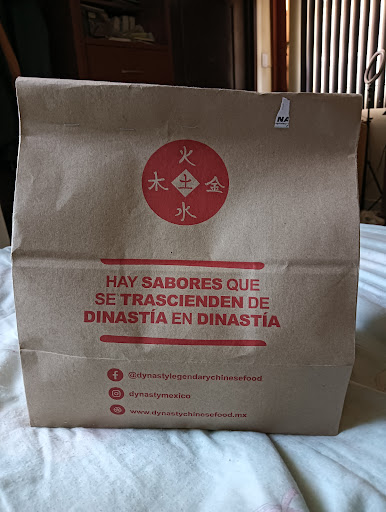 NA
火
木 土 金
水
HAY SABORES QUE
SE TRASCIENDEN DE
DINASTÍA EN DINASTÍA
@dynastylegendarychinesefood
dynastymexico
www.dynastychinesefood.mx